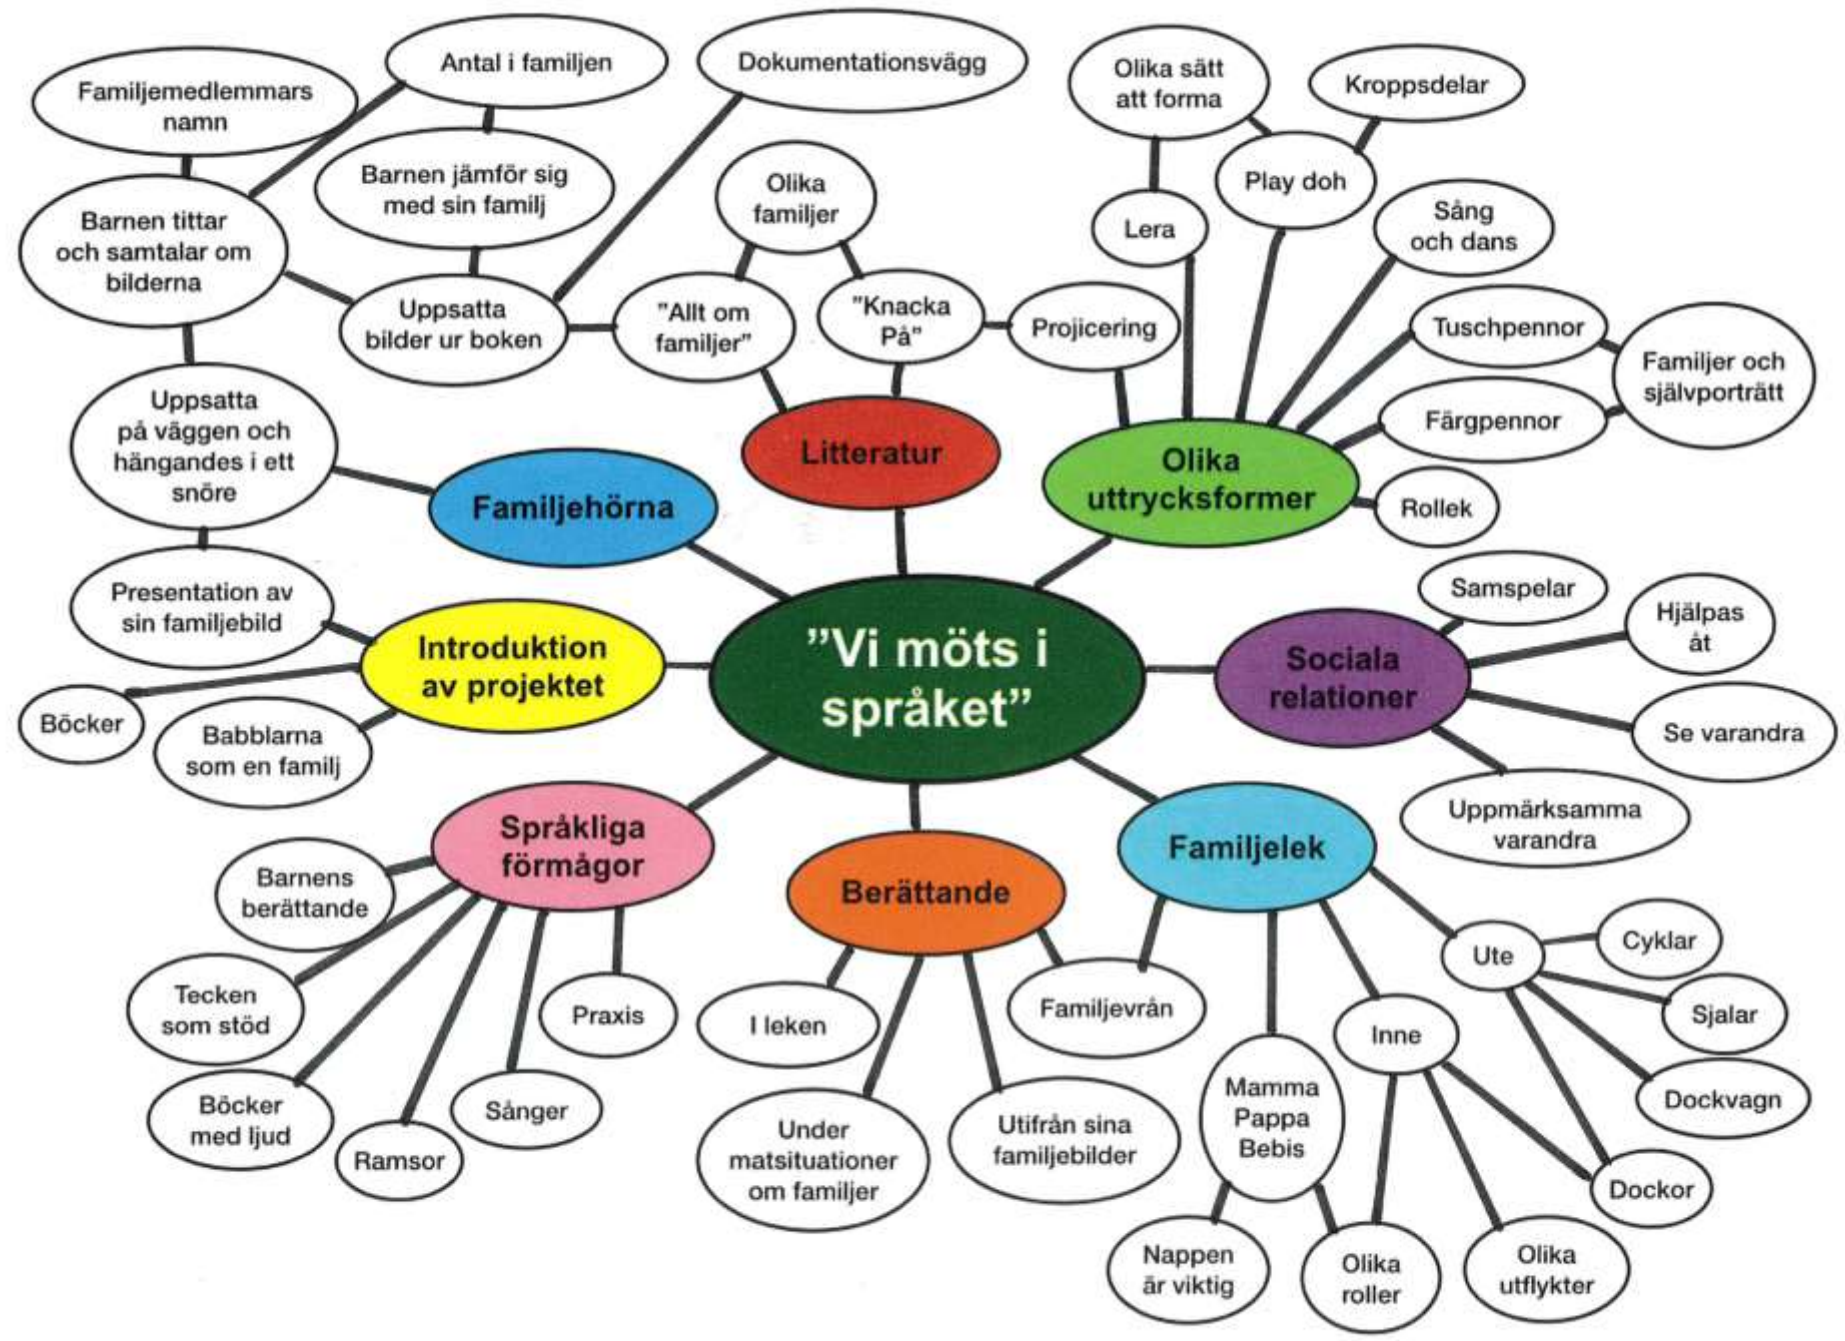 Familjemedlemmars
namn
Antal i familjen
Dokumentationsvägg
Olika sätt
att forma
Kroppsdelar
Barnen tittar
och samtalar om
bilderna
Barnen jämför sig
med sin familj
Olika
familjer
Lera
Play doh
Sång
och dans
Uppsatta
bilder ur boken
"Allt om
familjer"
"Knacka
På"
Projicering
Tuschpennor
Familjer och
självporträtt
Färgpennor
Rollek
Uppsatta
på väggen och
hängandes i ett
snöre
Familjehörna
Litteratur
Olika
uttrycksformer
Presentation av
sin familjebild
Introduktion
av projektet
Böcker
Babblarna
som en familj
"Vi möts i
språket"
Sociala
relationer
Samspelar
Hjälpas
åt
Se varandra
Uppmärksamma
varandra
Språkliga
förmågor
Berättande
Familjelek
Barnens
berättande
Tecken
som stöd
Böcker
med ljud
Ramsor
Sånger
Praxis
I leken
Under
matsituationer
om familjer
Utifrån sina
familjebilder
Familjevrån
Mamma
Pappa
Bebis
Nappen
är viktig
Olika
roller
Inne
Olika
utflykter
Ute
Cyklar
Sjalar
Dockvagn
Dockor